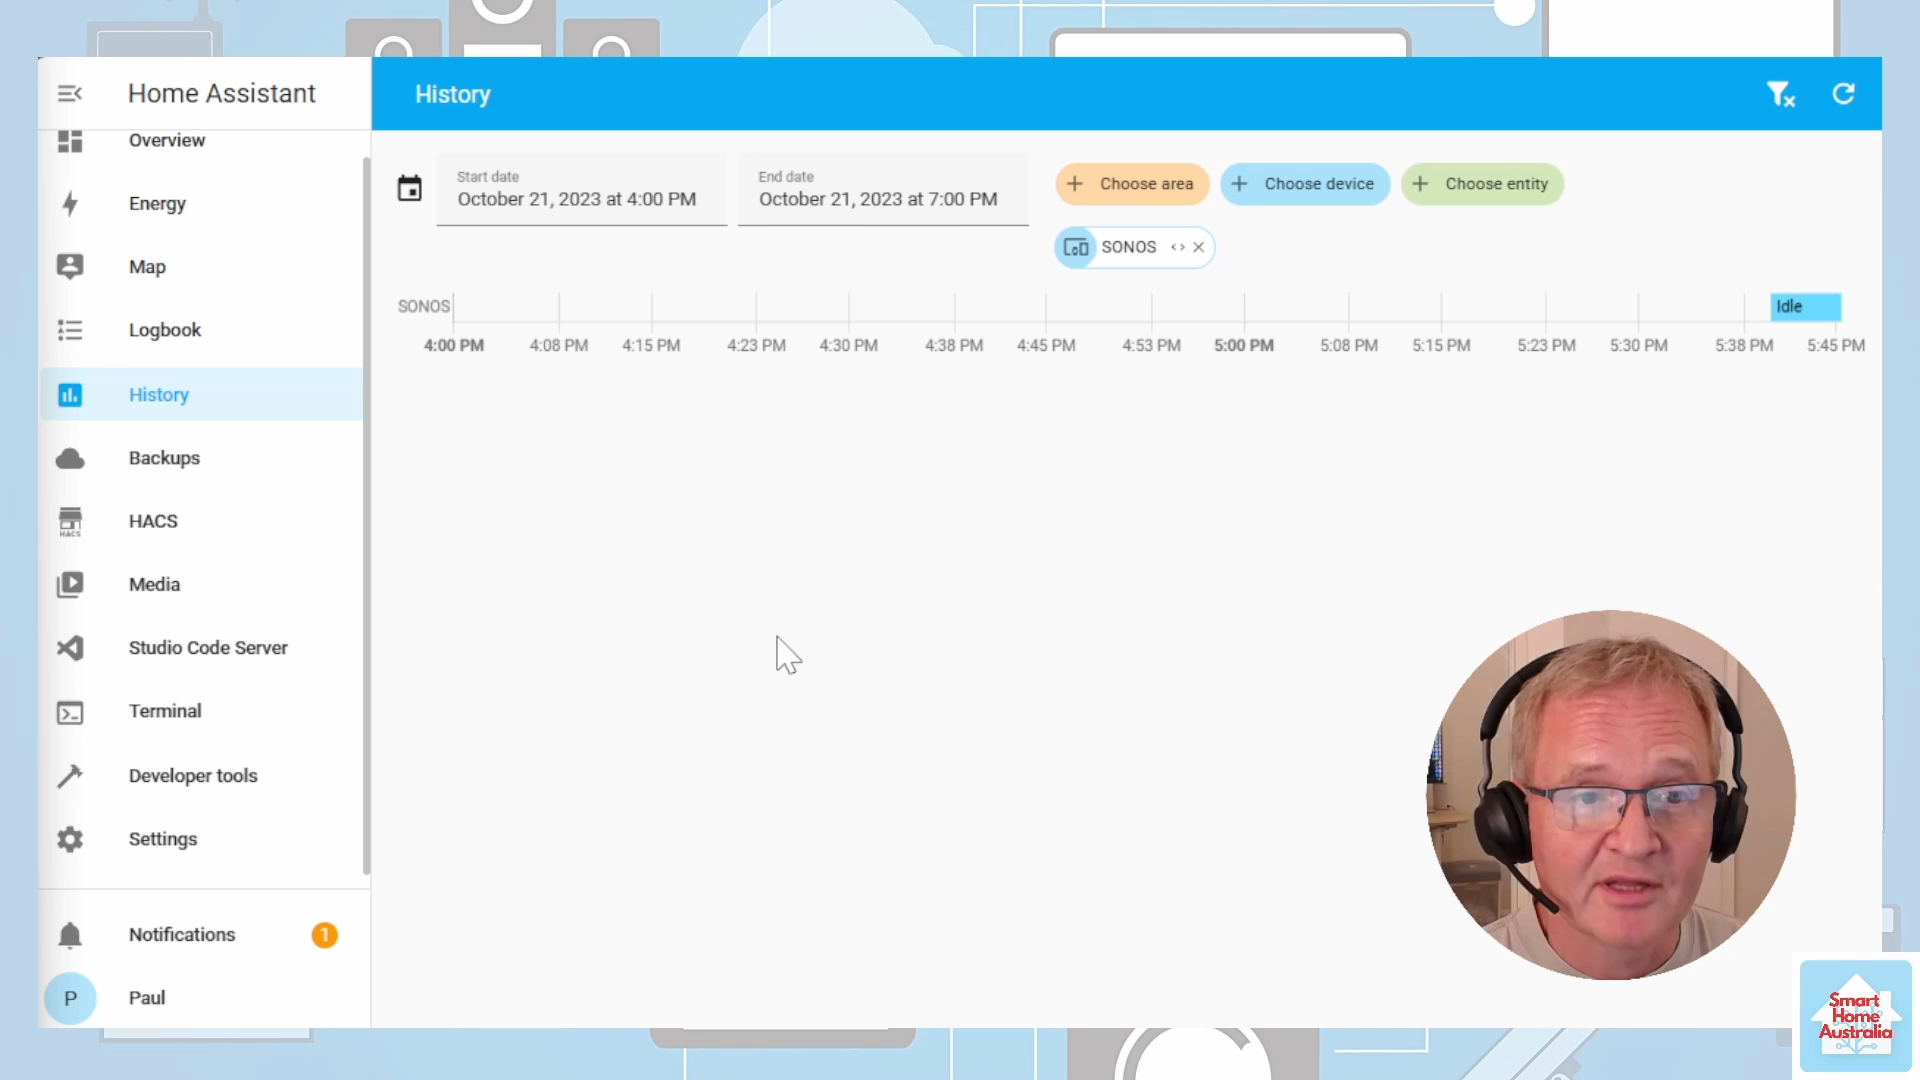 Home Assistant
Overview
Energy
Map
Logbook
History
Backups
HACS
HACS
Media
Studio Code Server
Terminal
Developer tools
Settings
Notifications
1
P
Paul
History
Start date
October 21, 2023 at 4:00 PM
End date
October 21, 2023 at 7:00 PM
Choose area
Choose device
Choose entity
SONOS
SONOS
Idle
4:00 PM
4:08 PM
4:15 PM
4:23 PM
4:30 PM
4:38 PM
4:45 PM
4:53 PM
5:00 PM
5:08 PM
5:15 PM
5:23 PM
5:30 PM
5:38 PM
5:45 PM
Smart
Home
Australia